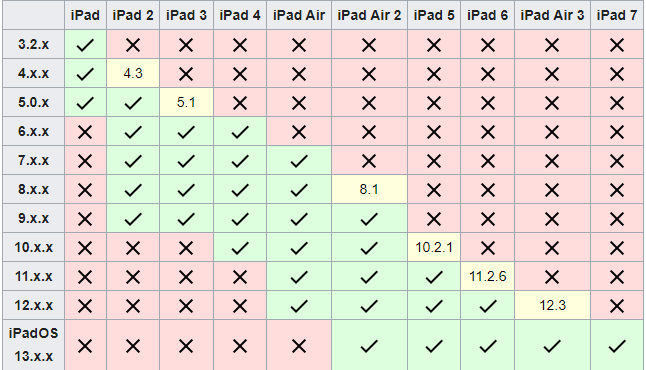 iPad iPad 2 iPad 3 iPad 4 iPad Air iPad Air 2 iPad 5 iPad 6 iPad Air 3 iPad 7
3.2.x ✓ ✕ ✕ ✕ ✕ ✕ ✕ ✕ ✕ ✕
4.x.x ✓ 4.3 ✕ ✕ ✕ ✕ ✕ ✕ ✕ ✕
5.0.x ✓ ✓ 5.1 ✕ ✕ ✕ ✕ ✕ ✕ ✕
6.x.x ✕ ✓ ✓ ✓ ✕ ✕ ✕ ✕ ✕ ✕
7.x.x ✕ ✓ ✓ ✓ ✓ ✕ ✕ ✕ ✕ ✕
8.x.x ✕ ✓ ✓ ✓ ✓ 8.1 ✕ ✕ ✕ ✕
9.x.x ✕ ✓ ✓ ✓ ✓ ✓ ✕ ✕ ✕ ✕
10.x.x ✕ ✕ ✕ ✓ ✓ ✓ 10.2.1 ✕ ✕ ✕
11.x.x ✕ ✕ ✕ ✕ ✓ ✓ ✓ 11.2.6 ✕ ✕
12.x.x ✕ ✕ ✕ ✕ ✓ ✓ ✓ ✓ 12.3 ✕
iPadOS
13.x.x ✕ ✕ ✕ ✕ ✕ ✓ ✓ ✓ ✓ ✓